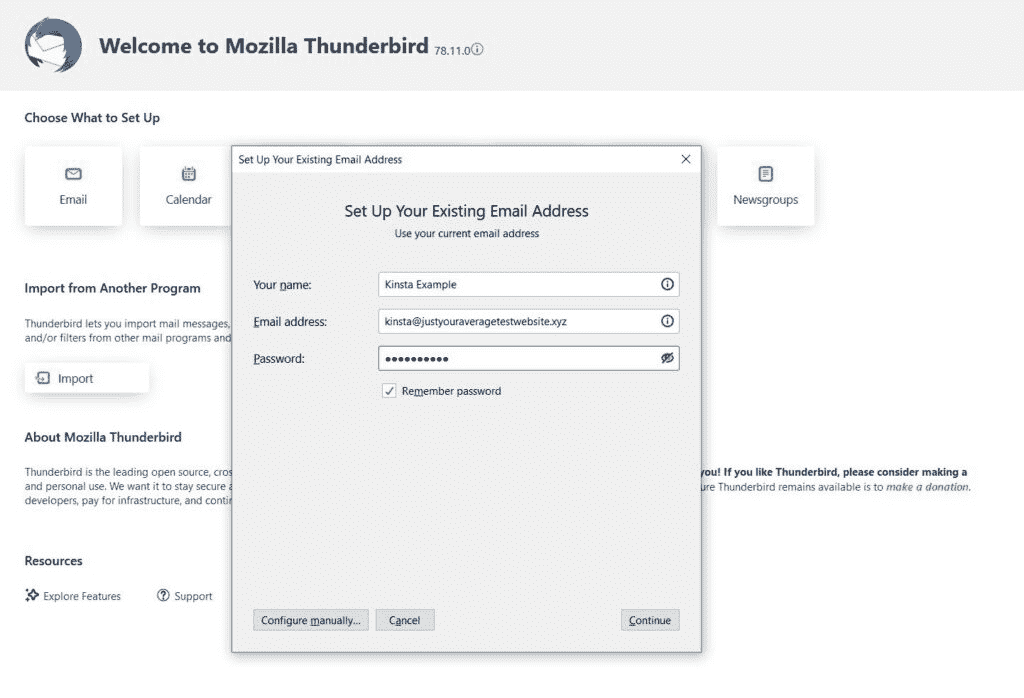 Welcome to Mozilla Thunderbird 78.11.0
Choose What to Set Up
Email
Calendar
Newsgroups
Set Up Your Existing Email Address
Set Up Your Existing Email Address
Use your current email address
Your name:
Kinsta Example
Email address:
kinsta@justyouraveragetestwebsite.xyz
Password:
••••••••••
Remember password
Configure manually...
Cancel
Continue
Import from Another Program
Thunderbird lets you import mail messages,
and/or filters from other mail programs and
Import
About Mozilla Thunderbird
Thunderbird is the leading open source, cros
you! If you like Thunderbird, please consider making a
and personal use. We want it to stay secure a
ure Thunderbird remains available is to make a donation.
developers, pay for infrastructure, and contin
Resources
Explore Features
Support